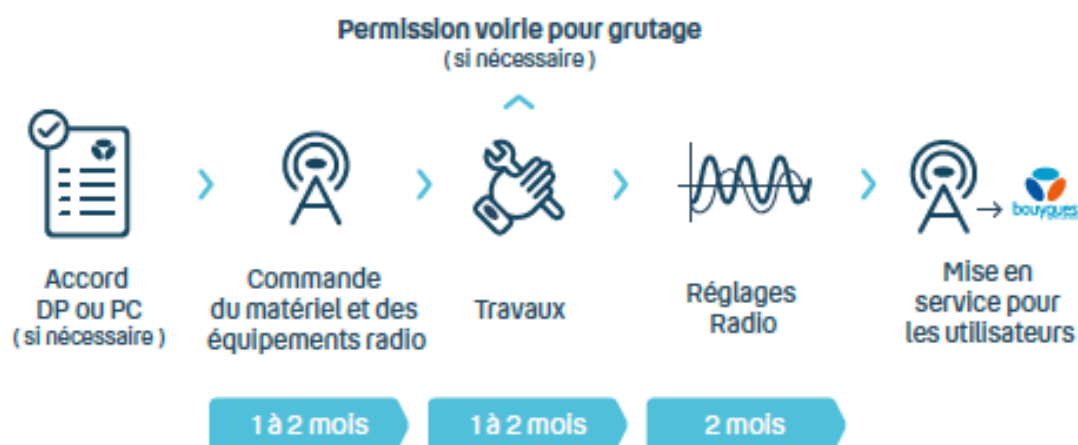 Permission voirie pour grutage
( si nécessaire )
Accord
DP ou PC
( si nécessaire )
Commande
du matériel et des
équipements radio
Travaux
Réglages
Radio
bouygues
Mise en
service pour
les utilisateurs
1 à 2 mois
1 à 2 mois
2 mois